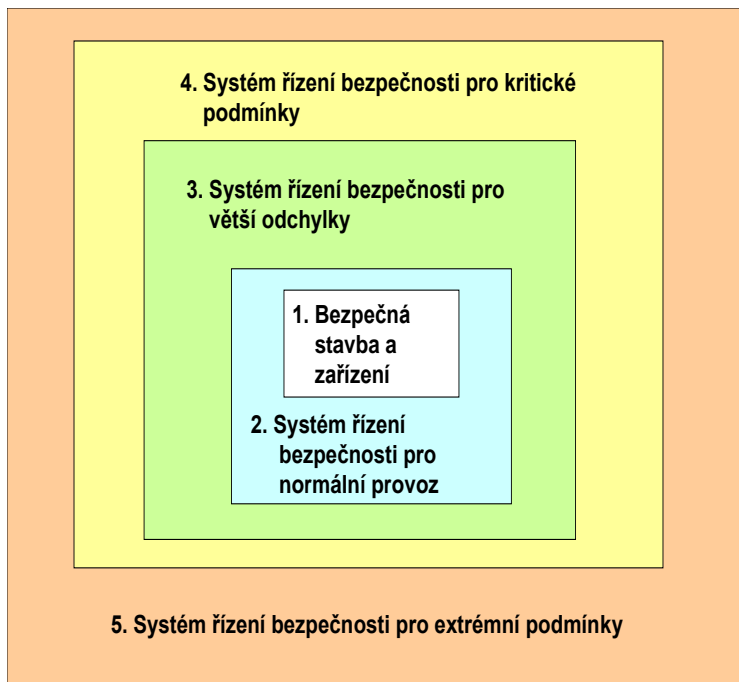 4. Systém řízení bezpečnosti pro kritické
podmínky
3. Systém řízení bezpečnosti pro
větší odchylky
1. Bezpečná
stavba a
zařízení
2. Systém řízení
bezpečnosti pro
normální provoz
5. Systém řízení bezpečnosti pro extrémní podmínky